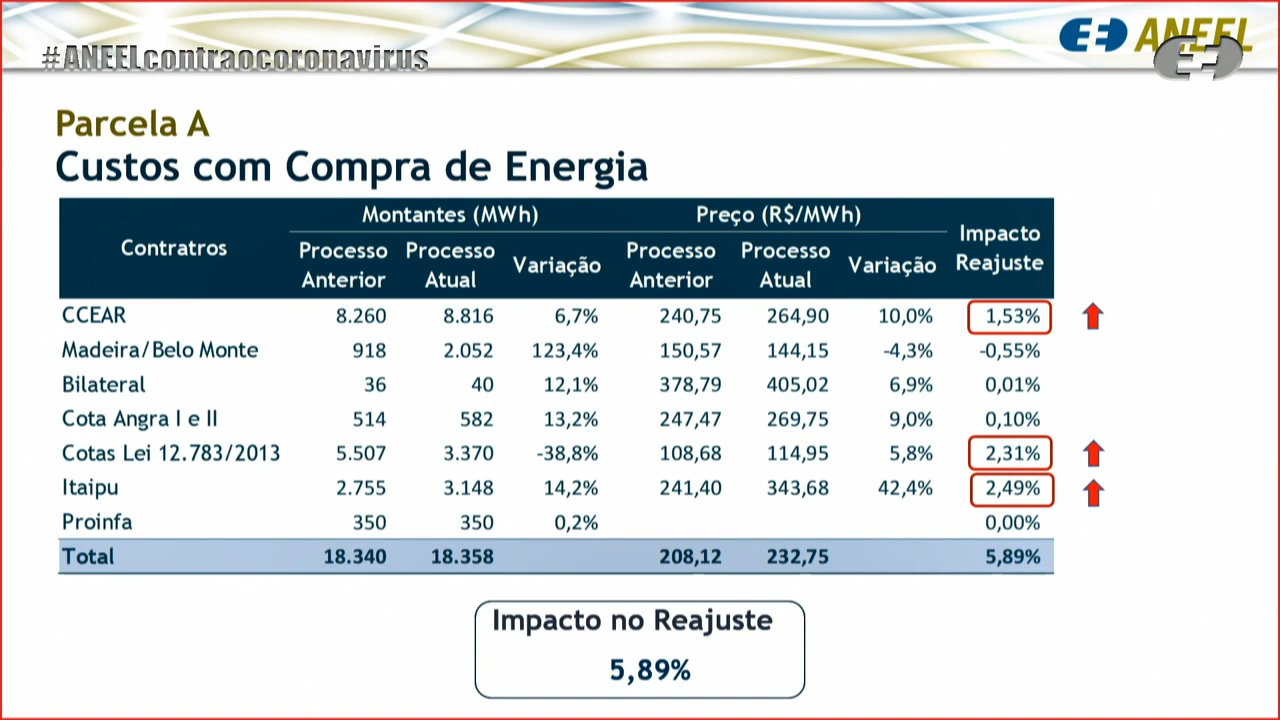 #ANEELcontraocoronavirus
ANEEL
Parcela A
Custos com Compra de Energia
Contratros Montantes (MWh) Preço (R$/MWh) Impacto Reajuste
Processo Anterior Processo Atual Variação Processo Anterior Processo Atual Variação
CCEAR 8.260 8.816 6,7% 240,75 264,90 10,0% 1,53%
Madeira/Belo Monte 918 2.052 123,4% 150,57 144,15 -4,3% -0,55%
Bilateral 36 40 12,1% 378,79 405,02 6,9% 0,01%
Cota Angra I e II 514 582 13,2% 247,47 269,75 9,0% 0,10%
Cotas Lei 12.783/2013 5.507 3.370 -38,8% 108,68 114,95 5,8% 2,31%
Itaipu 2.755 3.148 14,2% 241,40 343,68 42,4% 2,49%
Proinfa 350 350 0,2% 0,00%
Total 18.340 18.358 208,12 232,75 5,89%
Impacto no Reajuste
5,89%